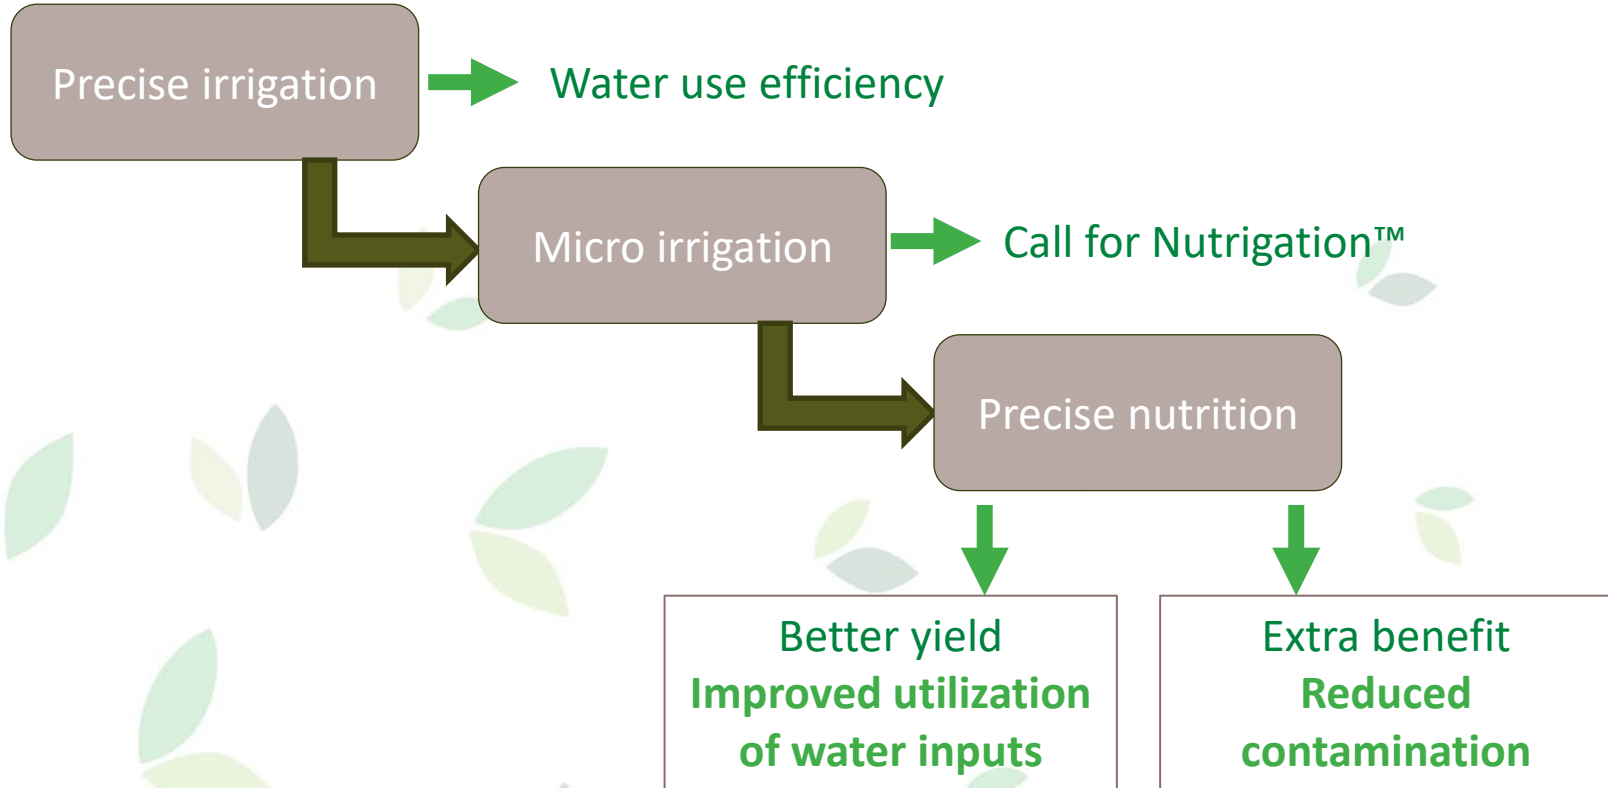 Precise irrigation
Water use efficiency
Micro irrigation
Call for Nutrigation™
Precise nutrition
Better yield
Improved utilization
of water inputs
Extra benefit
Reduced
contamination